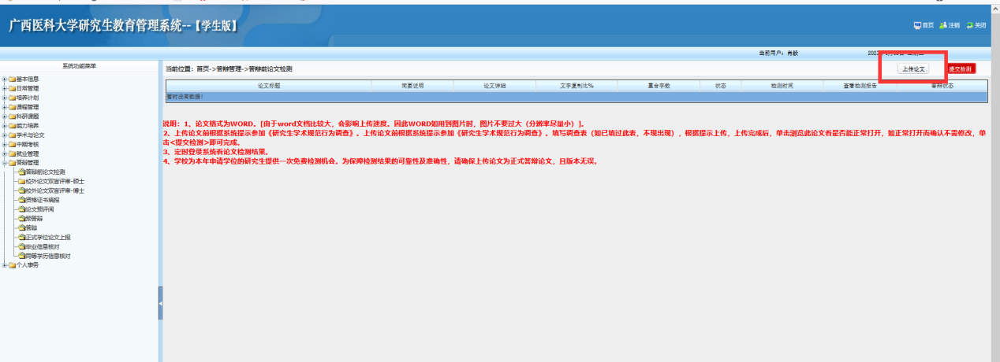 广西医科大学研究生教育管理系统--【学生版】
首页 注销 关闭
当前用户：肖毅
系统功能菜单
当前位置：首页->答辩管理->答辩前论文检测
上传论文 提交检测
论文标题 简要说明 论文详细 文字复制比% 重合字数 状态 检测时间 查看检测报告 答辩状态
暂时没有数据！
基本信息
日常管理
培养计划
课程管理
科研课题
能力培养
学术与论文
中期考核
就业管理
答辩管理
答辩前论文检测
校外论文双盲评审-硕士
校外论文双盲评审-博士
资格证书填报
论文预评阅
预答辩
答辩
正式学位论文上报
毕业信息核对
同等学历信息核对
个人事务
说明：1、论文格式为WORD。[由于word文档比较大，会影响上传速度。因此WORD如用到图片时，图片不要过大（分辨率尽量小）]。
2、上传论文前根据系统提示参加《研究生学术规范行为调查》。上传论文前根据系统提示参加《研究生学术规范行为调查》。填写调查表（如已填过此表，不现出现），根据提示上传，上传完成后，单击浏览此论文看是否能正常打开，如正常打开而确认不需修改，单
击<提交检测>即可完成。
3、定时登录系统看论文检测结果。
4、学校为本年申请学位的研究生提供一次免费检测机会。为保障检测结果的可靠性及准确性，请确保上传论文为正式答辩论文，且版本无误。